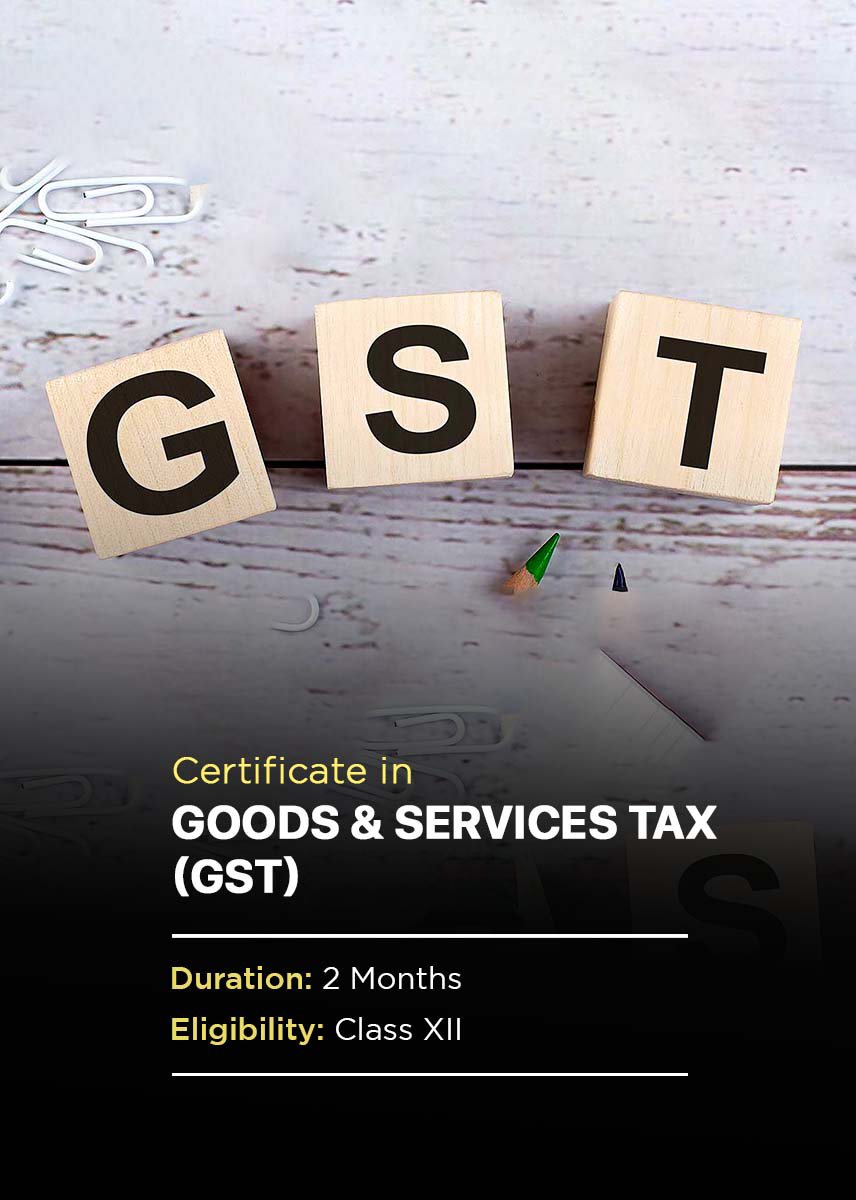 G S T
Certificate in
GOODS & SERVICES TAX
(GST)
S
Duration: 2 Months
Eligibility: Class XII